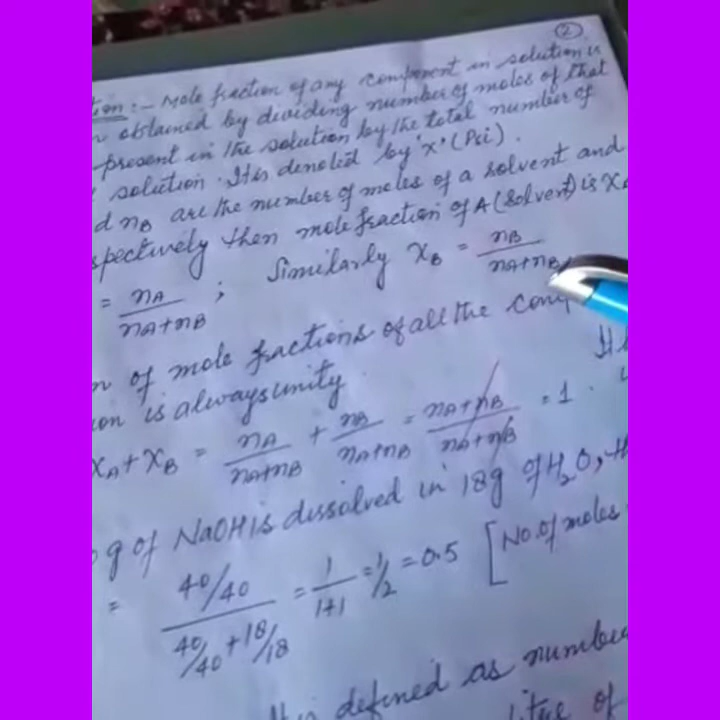 ②
tion:- Mole fraction of any component in solution is
obtained by dividing number of moles of that
present in the solution by the total number of
solution. It is denoted by 'x' (Psi).
d nB are the number of moles of a solvent and
spectively then mole fraction of A (solvent) is XA
= nA/(nA+nB) ; Similarly XB = nB/(nA+nB)
n of mole fractions of all the com
ion is always unity.
XA+XB = nA/(nA+nB) + nB/(nA+nB) = (nA+nB)/(nA+nB) = 1.
0g of NaOH is dissolved in 18g of H2O, th
= (40/40)/(40/40+18/18) = 1/(1+1) = 1/2 = 0.5 [No. of moles
It is defined as number
of